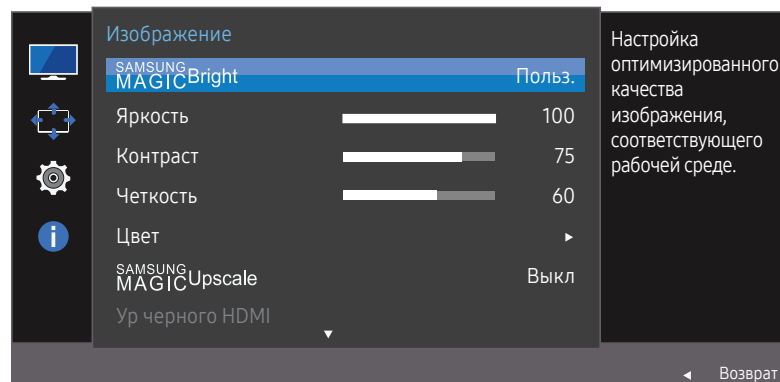 Изображение
SAMSUNG
MAGICBright Польз.
Яркость 100
Контраст 75
Четкость 60
Цвет
SAMSUNG
MAGICUpscale Выкл
Ур черного HDMI
Настройка
оптимизированного
качества
изображения,
соответствующего
рабочей среде.
Возврат